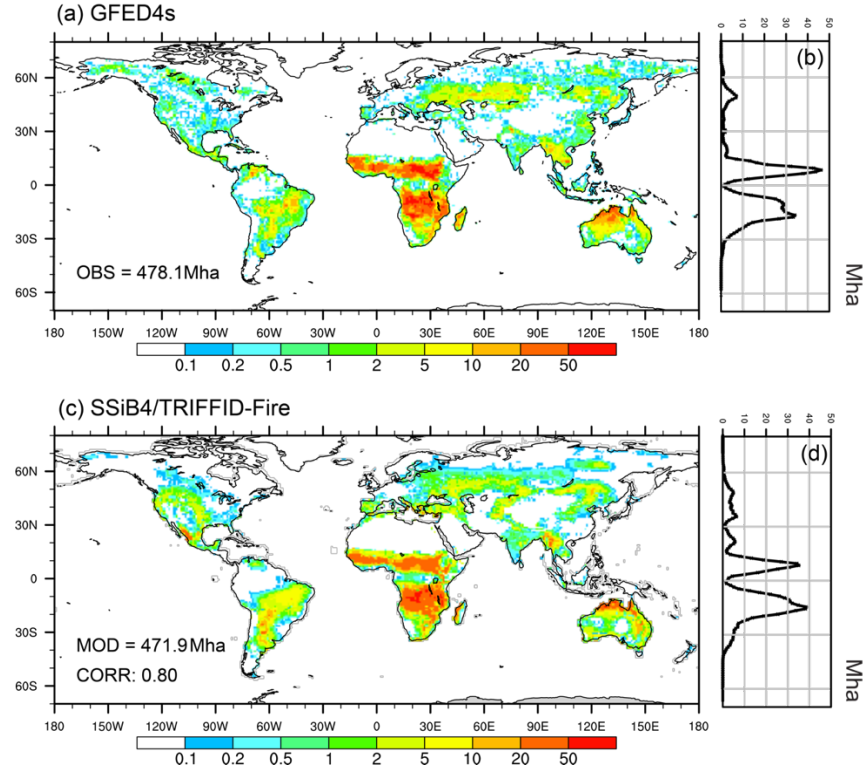 (a) GFED4s
0 10 20 30 40 50
(b)
60N
30N
0
30S
60S
OBS = 478.1Mha
Mha
180 150W 120W 90W 60W 30W 0 30E 60E 90E 120E 150E 180
0.1 0.2 0.5 1 2 5 10 20 50
(c) SSiB4/TRIFFID-Fire
0 10 20 30 40 50
(d)
60N
30N
0
30S
60S
MOD = 471.9Mha
CORR: 0.80
Mha
180 150W 120W 90W 60W 30W 0 30E 60E 90E 120E 150E 180
0.1 0.2 0.5 1 2 5 10 20 50